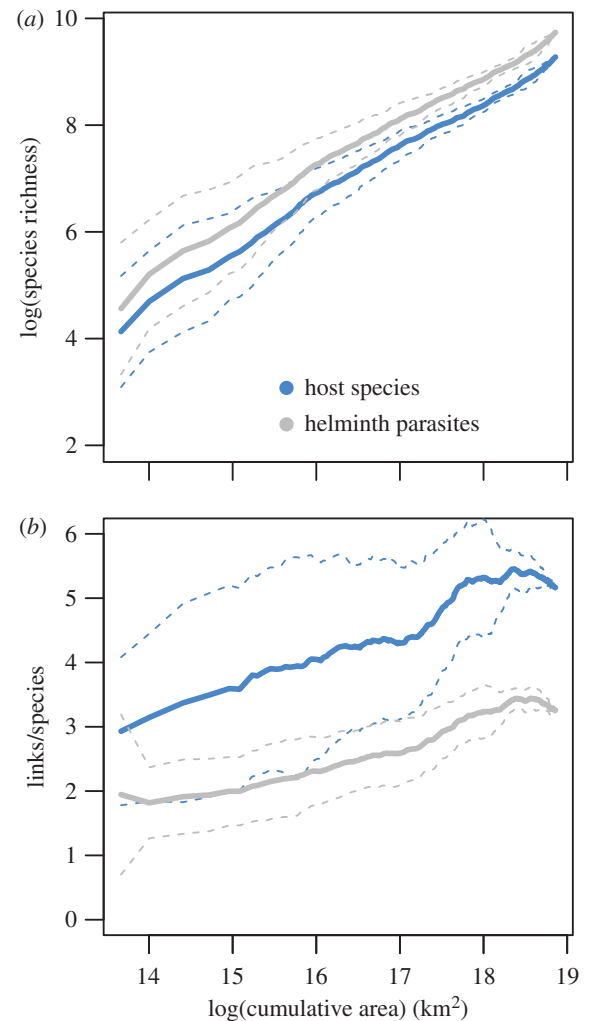 (a)
10
8
6
4
2
log(species richness)
host species
helminth parasites
(b)
6
5
4
3
2
1
0
links/species
14 15 16 17 18 19
log(cumulative area) (km²)